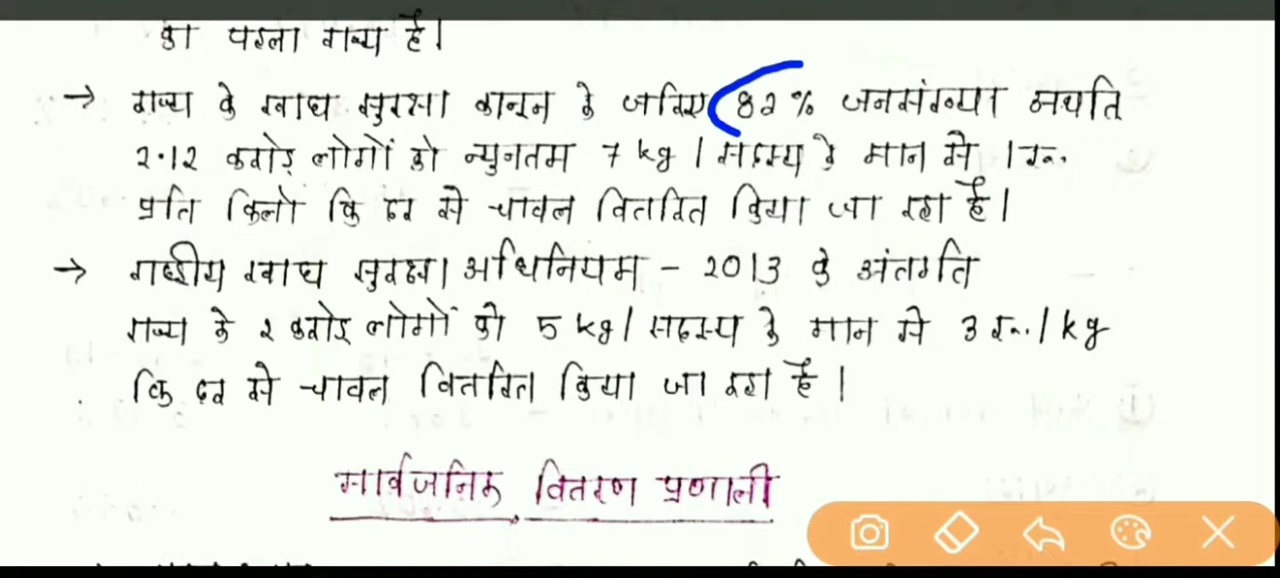 का पहला राज्य है।
→ राज्य के खाद्य सुरक्षा कानून के जरिए 82% जनसंख्या अर्थात
2.12 करोड़ लोगों को न्युनतम 7 kg / सदस्य के मान से 1 रु.
प्रति किलो कि दर से चावल वितरित किया जा रहा है।
→ राष्ट्रीय खाद्य सुरक्षा अधिनियम - 2013 के अंतर्गत
राज्य के 2 करोड़ लोगों को 5 kg / सदस्य के मान से 3 रु. / kg
कि दर से चावल वितरित किया जा रहा है।
सार्वजनिक वितरण प्रणाली